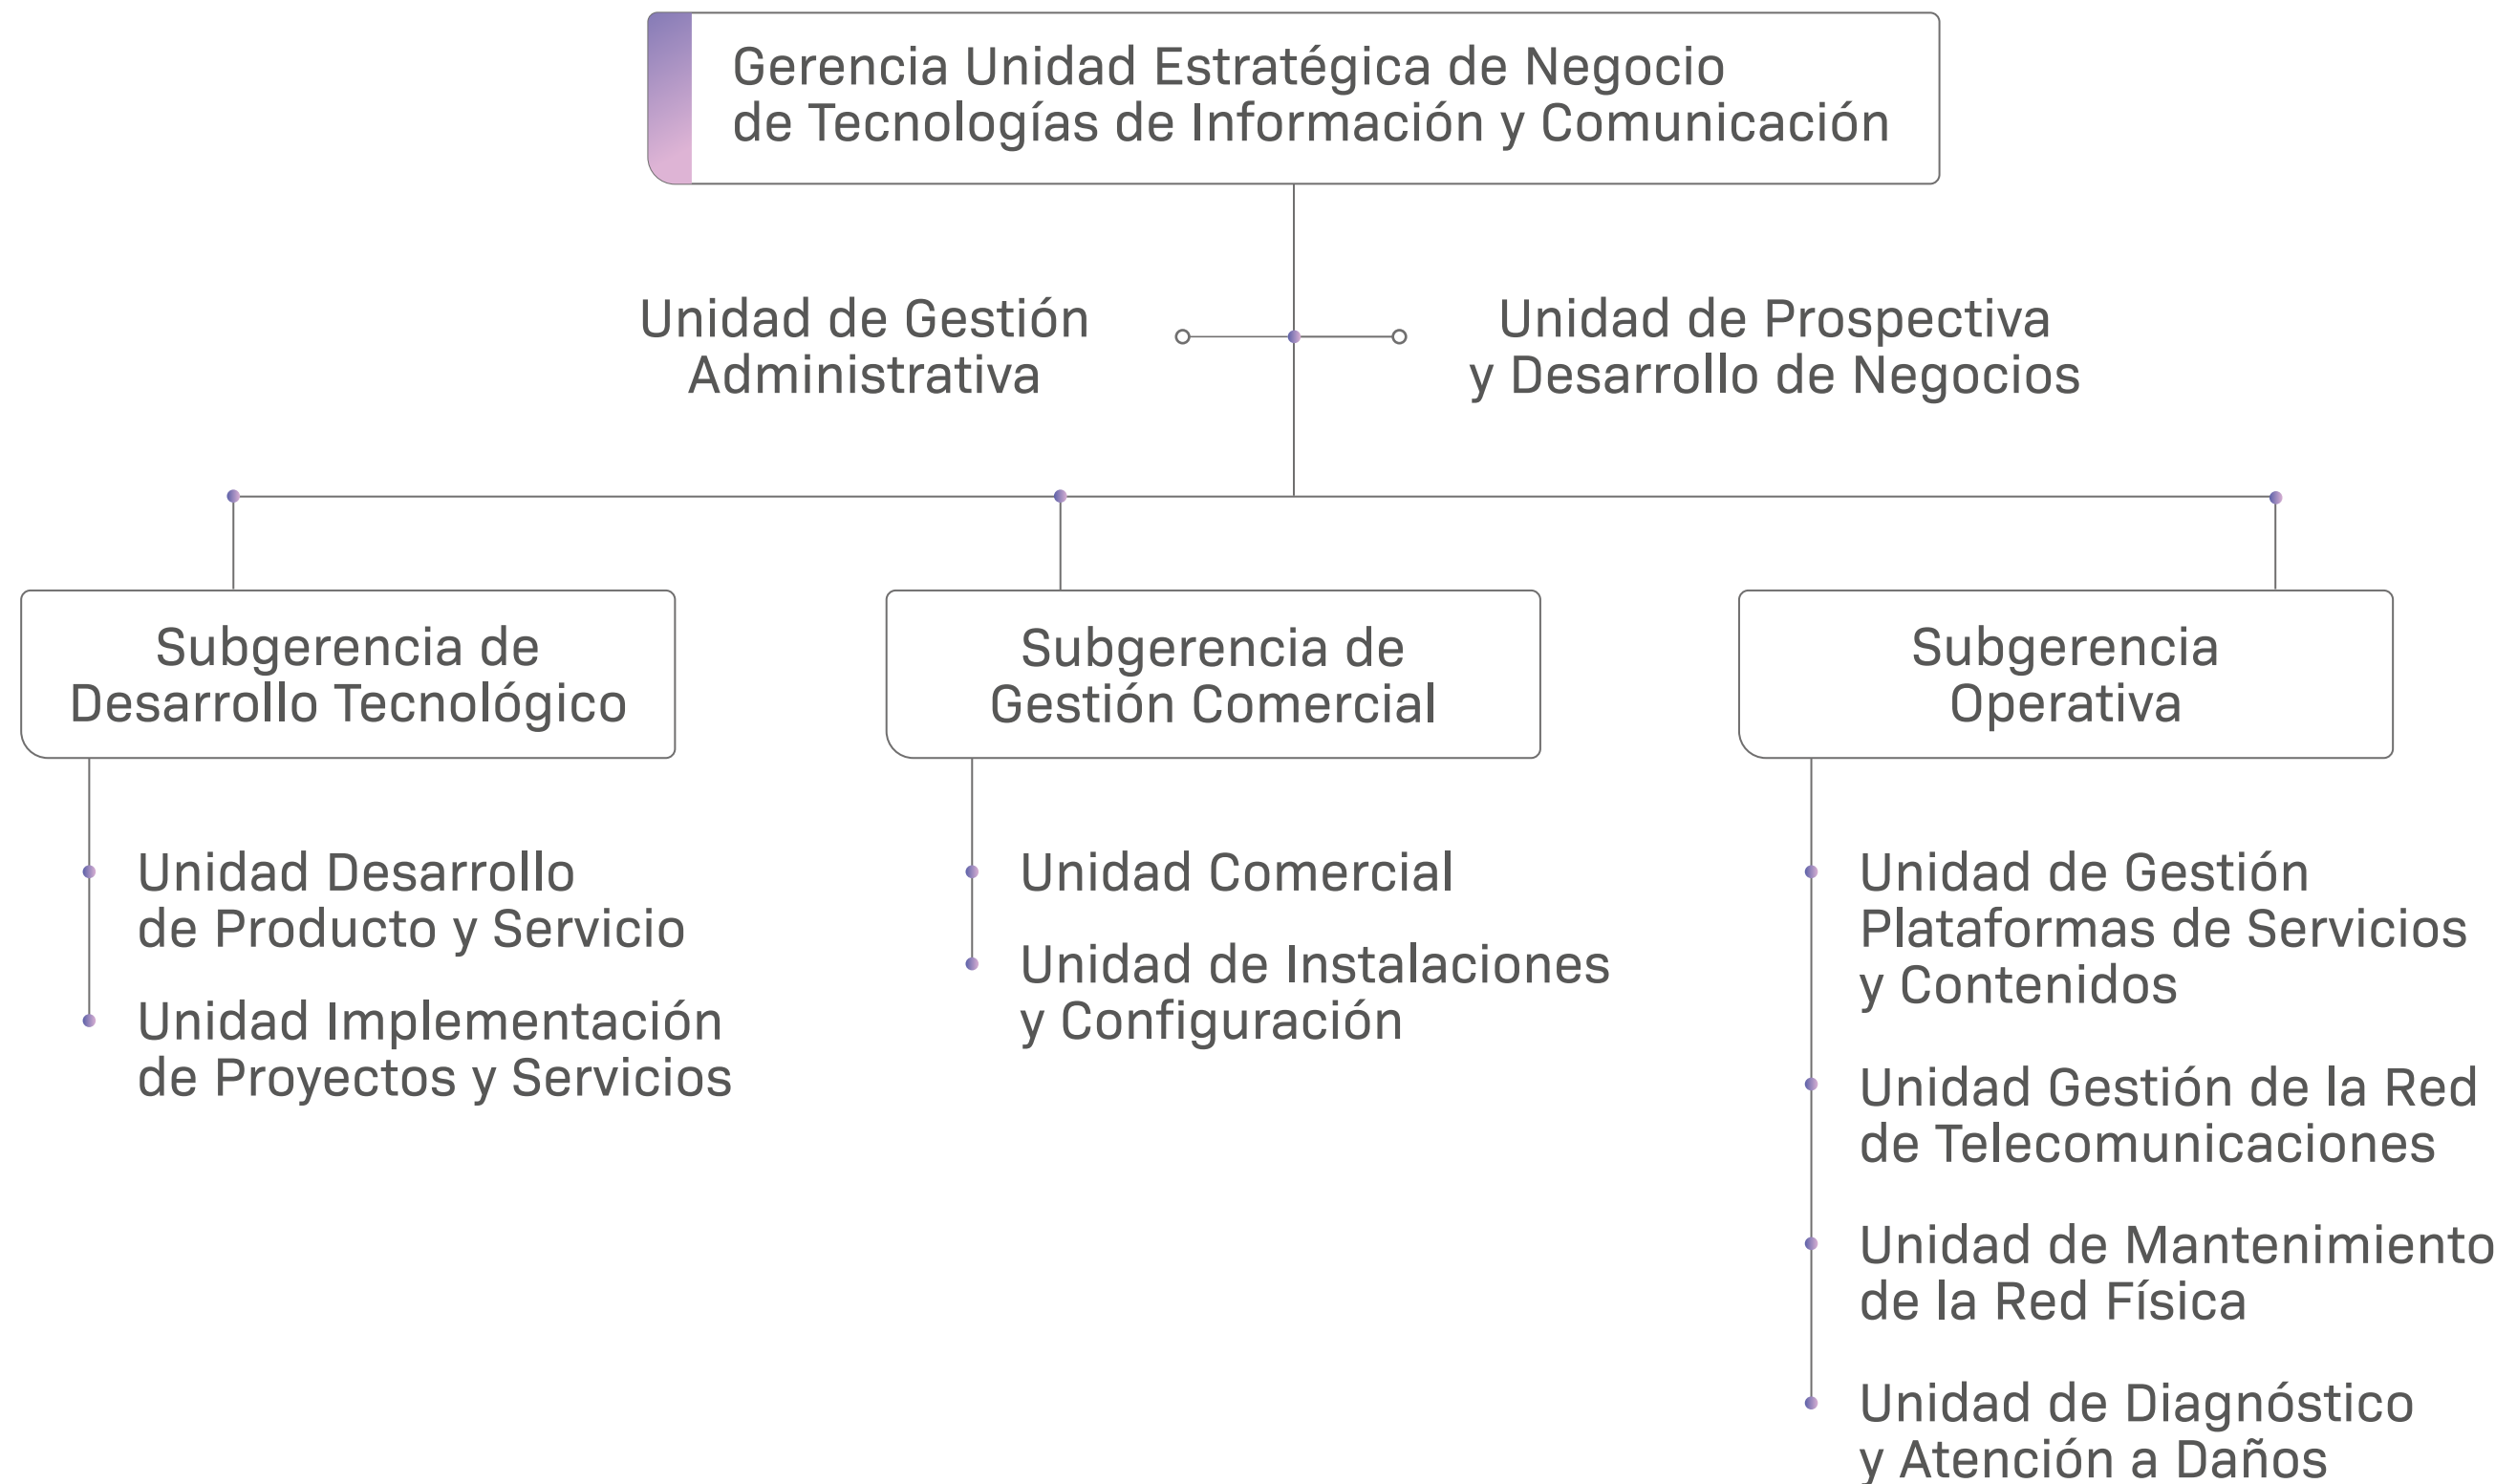 Gerencia Unidad Estratégica de Negocio
de Tecnologías de Información y Comunicación
Unidad de Gestión
Administrativa
Unidad de Prospectiva
y Desarrollo de Negocios
Subgerencia de
Desarrollo Tecnológico
Unidad Desarrollo
de Producto y Servicio
Unidad Implementación
de Proyectos y Servicios
Subgerencia de
Gestión Comercial
Unidad Comercial
Unidad de Instalaciones
y Configuración
Subgerencia
Operativa
Unidad de Gestión
Plataformas de Servicios
y Contenidos
Unidad Gestión de la Red
de Telecomunicaciones
Unidad de Mantenimiento
de la Red Física
Unidad de Diagnóstico
y Atención a Daños